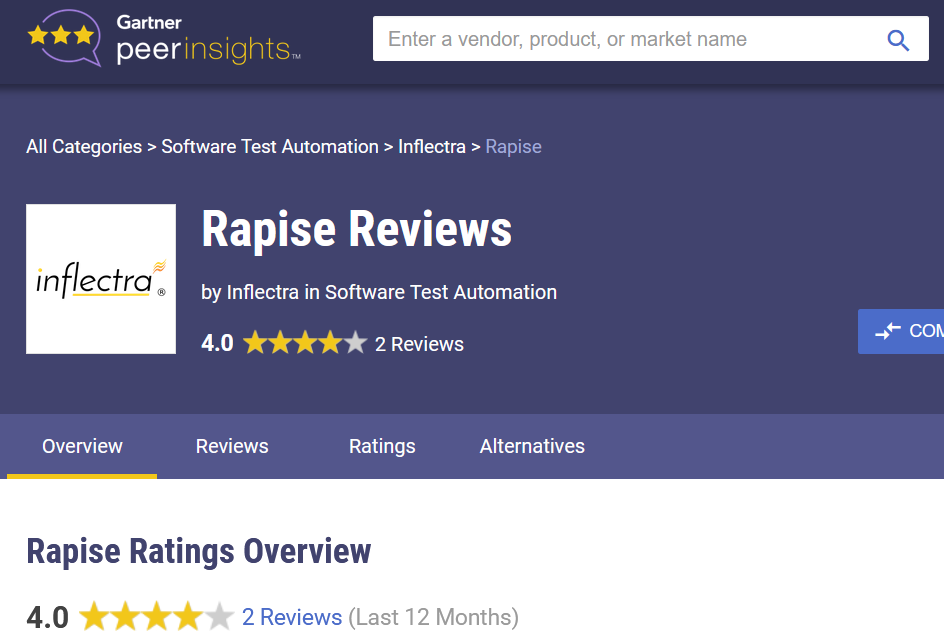 Gartner
peerinsights™
Enter a vendor, product, or market name
All Categories > Software Test Automation > Inflectra > Rapise
inflectra®
Rapise Reviews
by Inflectra in Software Test Automation
4.0 2 Reviews
COM
Overview Reviews Ratings Alternatives
Rapise Ratings Overview
4.0 2 Reviews (Last 12 Months)